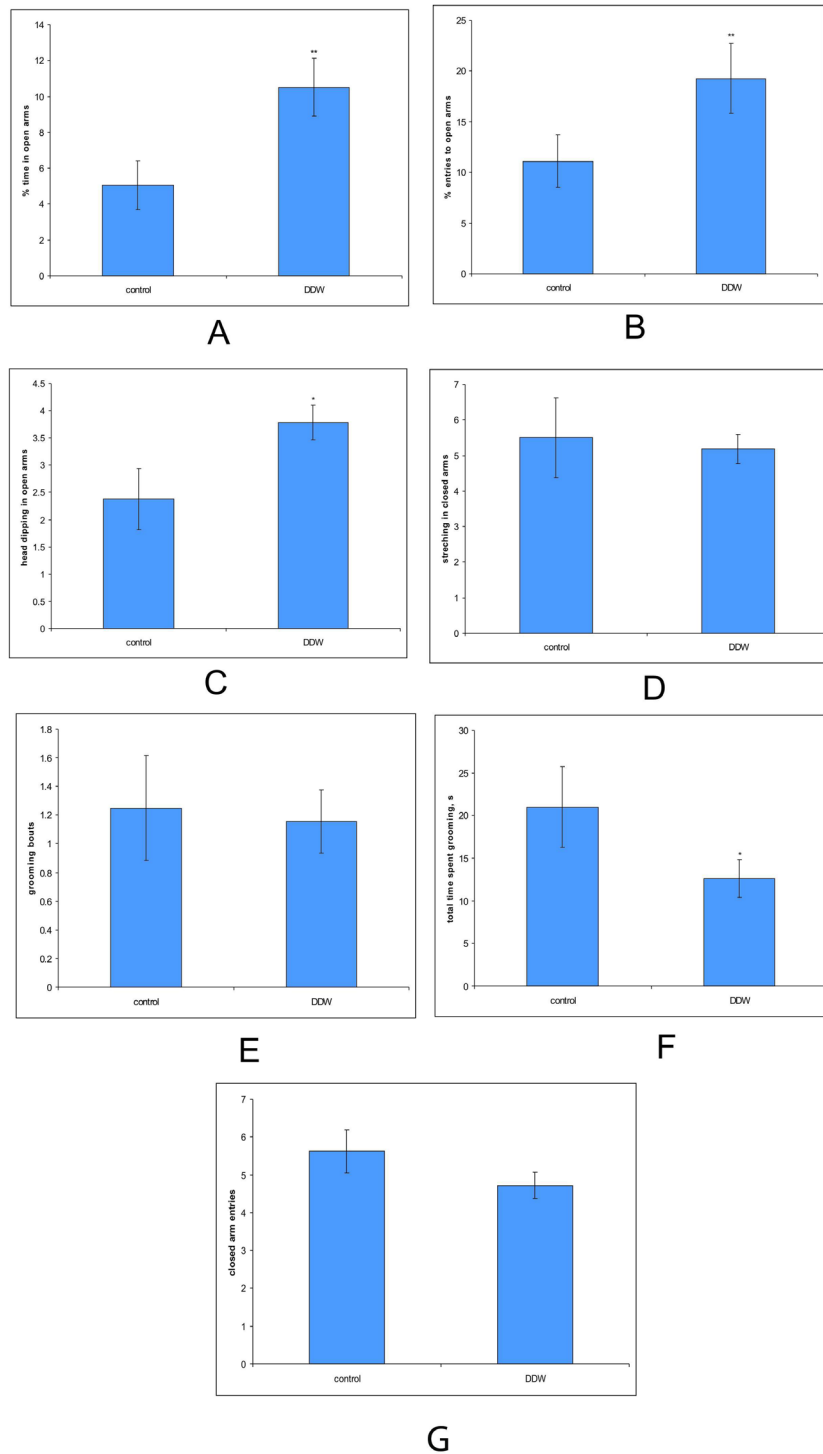 14
12
10
8
6
4
2
0
% time in open arms
**
control
DDW
A
25
20
15
10
5
0
% entries to open arms
**
control
DDW
B
4.5
4
3.5
3
2.5
2
1.5
1
0.5
0
head dipping in open arms
*
control
DDW
C
7
6
5
4
3
2
1
0
streching in closed arms
control
DDW
D
1.8
1.6
1.4
1.2
1
0.8
0.6
0.4
0.2
0
grooming bouts
control
DDW
E
30
25
20
15
10
5
0
total time spent grooming, s
*
control
DDW
F
7
6
5
4
3
2
1
0
closed arm entries
control
DDW
G